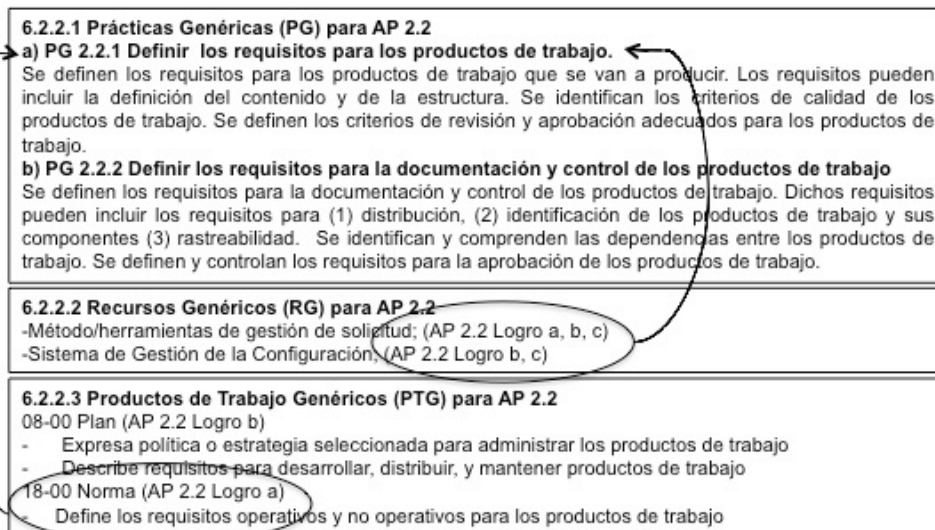 6.2.2.1 Prácticas Genéricas (PG) para AP 2.2
a) PG 2.2.1 Definir los requisitos para los productos de trabajo.
Se definen los requisitos para los productos de trabajo que se van a producir. Los requisitos pueden
incluir la definición del contenido y de la estructura. Se identifican los criterios de calidad de los
productos de trabajo. Se definen los criterios de revisión y aprobación adecuados para los productos de
trabajo.
b) PG 2.2.2 Definir los requisitos para la documentación y control de los productos de trabajo
Se definen los requisitos para la documentación y control de los productos de trabajo. Dichos requisitos
pueden incluir los requisitos para (1) distribución, (2) identificación de los productos de trabajo y sus
componentes (3) rastreabilidad. Se identifican y comprenden las dependencias entre los productos de
trabajo. Se definen y controlan los requisitos para la aprobación de los productos de trabajo.
6.2.2.2 Recursos Genéricos (RG) para AP 2.2
-Método/herramientas de gestión de solicitud; (AP 2.2 Logro a, b, c)
-Sistema de Gestión de la Configuración; (AP 2.2 Logro b, c)
6.2.2.3 Productos de Trabajo Genéricos (PTG) para AP 2.2
08-00 Plan (AP 2.2 Logro b)
- Expresa política o estrategia seleccionada para administrar los productos de trabajo
- Describe requisitos para desarrollar, distribuir, y mantener productos de trabajo
18-00 Norma (AP 2.2 Logro a)
- Define los requisitos operativos y no operativos para los productos de trabajo